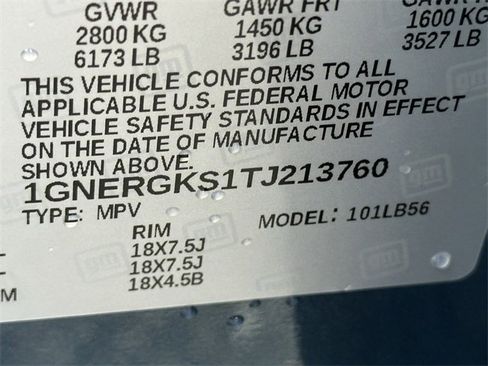 GVWR GAWR FRT
2800 KG 1450 KG 1600 KG
6173 LB 3196 LB 3527 LB
THIS VEHICLE CONFORMS TO ALL
APPLICABLE U.S. FEDERAL MOTOR
VEHICLE SAFETY STANDARDS IN EFFECT
ON THE DATE OF MANUFACTURE
SHOWN ABOVE.
1GNERGKS1TJ213760
TYPE: MPV MODEL: 101LB56
RIM
18X7.5J
18X7.5J
M 18X4.5B